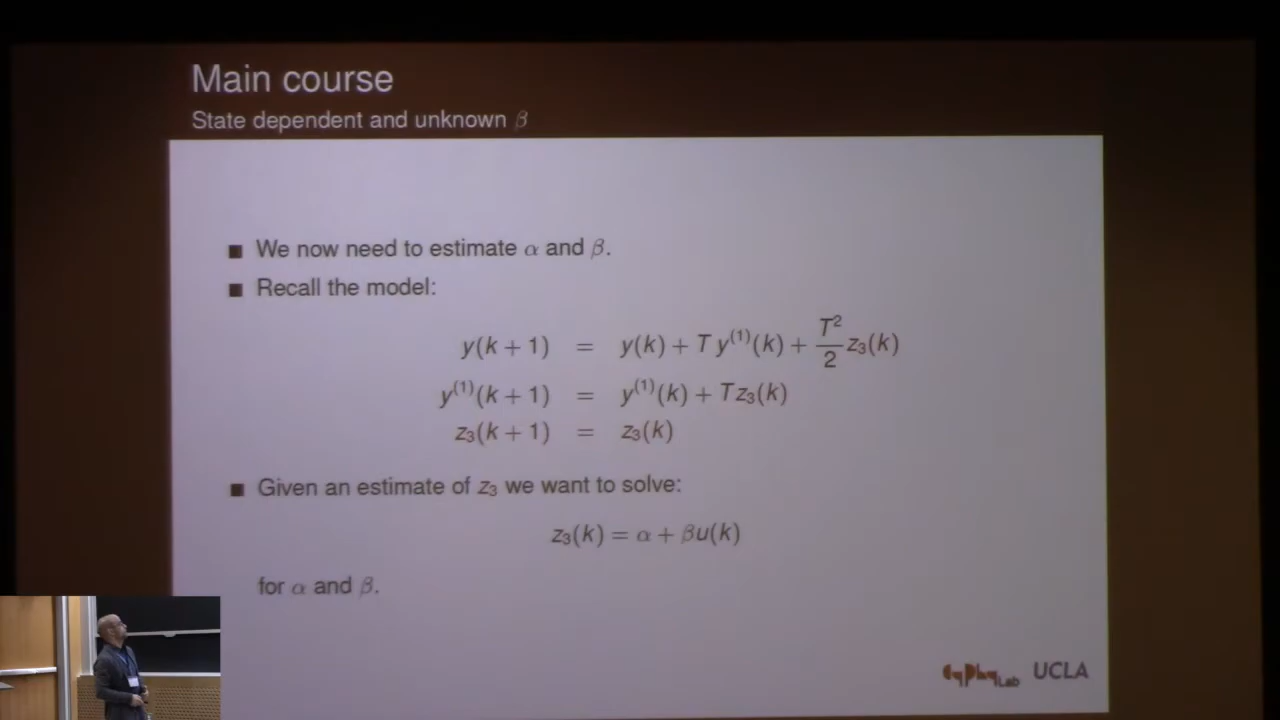 Main course
State dependent and unknown β
■ We now need to estimate α and β.
■ Recall the model:
y(k + 1) = y(k) + T y⁽¹⁾(k) + T²/2 z₃(k)
y⁽¹⁾(k + 1) = y⁽¹⁾(k) + Tz₃(k)
z₃(k + 1) = z₃(k)
■ Given an estimate of z₃ we want to solve:
z₃(k) = α + βu(k)
for α and β.
CyPhyLab UCLA